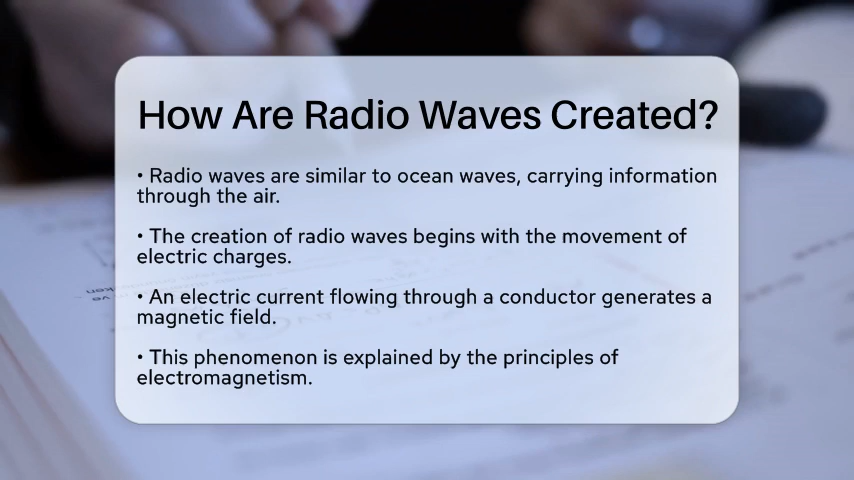 How Are Radio Waves Created?
• Radio waves are similar to ocean waves, carrying information
through the air.
• The creation of radio waves begins with the movement of
electric charges.
• An electric current flowing through a conductor generates a
magnetic field.
• This phenomenon is explained by the principles of
electromagnetism.